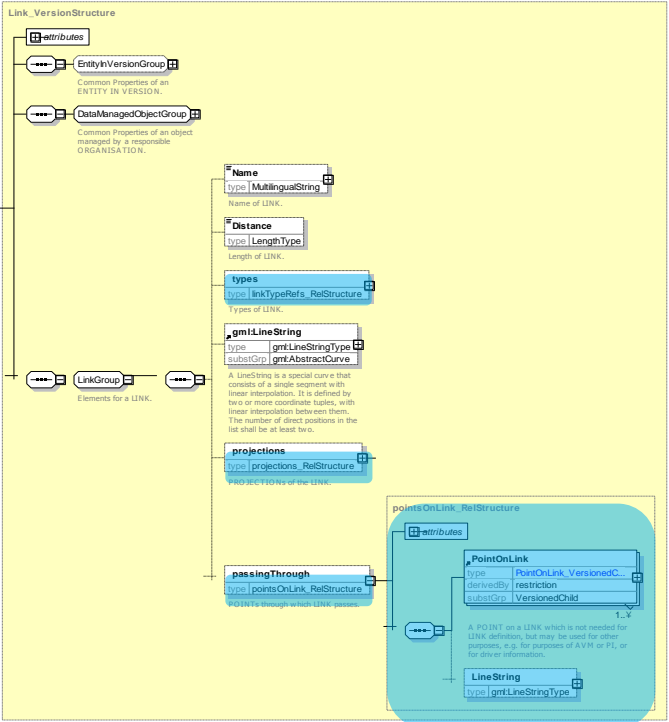 Link_VersionStructure
attributes
EntityInVersionGroup
Common Properties of an
ENTITY IN VERSION.
DataManagedObjectGroup
Common Properties of an object
managed by a responsible
ORGANISATION.
Name
type MultilingualString
Name of LINK.
Distance
type LengthType
Length of LINK.
types
type linkTypeRefs_RelStructure
Types of LINK.
gml:LineString
type gml:LineStringType
substGrp gml:AbstractCurve
LinkGroup
Elements for a LINK.
A LineString is a special curve that
consists of a single segment with
linear interpolation. It is defined by
two or more coordinate tuples, with
linear interpolation between them.
The number of direct positions in the
list shall be at least two.
projections
type projections_RelStructure
PROJECTIONs of the LINK.
passingThrough
type pointsOnLink_RelStructure
POINTs through which LINK passes.
pointsOnLink_RelStructure
attributes
PointOnLink
type PointOnLink_VersionedC...
derivedBy restriction
substGrp VersionedChild
1..¥
A POINT on a LINK which is not needed for
LINK definition, but may be used for other
purposes, e.g. for purposes of AVM or PI, or
for driver information.
LineString
type gml:LineStringType